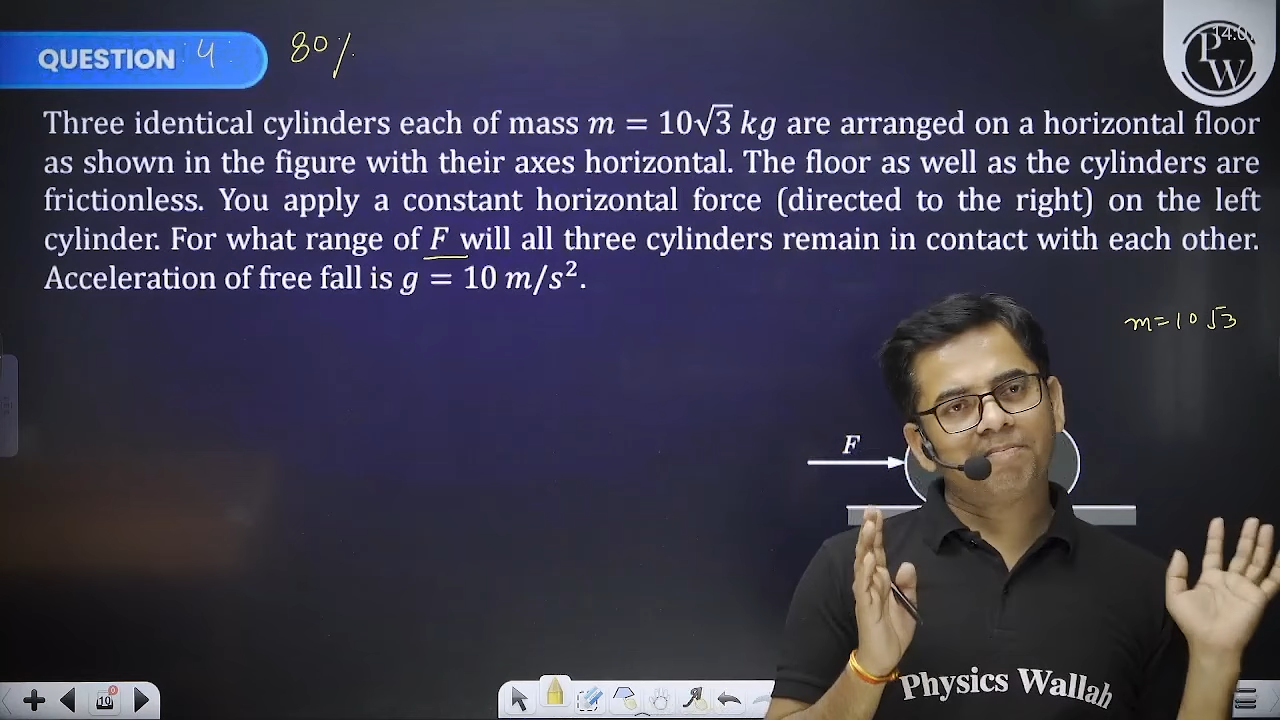 QUESTION 4
80%
14:0
PW
Three identical cylinders each of mass m = 10√3 kg are arranged on a horizontal floor
as shown in the figure with their axes horizontal. The floor as well as the cylinders are
frictionless. You apply a constant horizontal force (directed to the right) on the left
cylinder. For what range of F will all three cylinders remain in contact with each other.
Acceleration of free fall is g = 10 m/s².
m=10√3
F
Physics Wallah
10